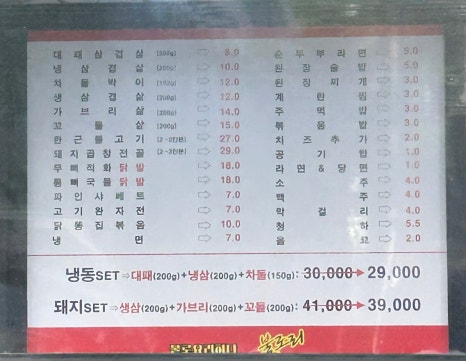 대패삼겹살 (200g) ⇨ 8.0
냉삼겹살 (200g) ⇨ 10.0
차돌박이 (150g) ⇨ 12.0
생삼겹살 (200g) ⇨ 12.0
가브리살 (200g) ⇨ 14.0
꼬들살 (200g) ⇨ 15.0
한근불고기 ⇨ 27.0
돼지곱창전골 (2~3인분) ⇨ 29.0
무뼈직화닭발 ⇨ 18.0
통뼈국물닭발 ⇨ 18.0
파인샤베트 ⇨ 7.0
고기완자전 ⇨ 7.0
닭똥집볶음 ⇨ 10.0
냉면 ⇨ 7.0
순두부라면 ⇨ 5.0
된장술밥 ⇨ 5.0
된장찌개 ⇨ 3.0
계란찜 ⇨ 3.0
주먹밥 ⇨ 3.0
볶음밥 ⇨ 3.0
치즈추가 ⇨ 2.0
공기밥 ⇨ 1.0
라면&당면 ⇨ 1.0
소주 ⇨ 4.0
맥주 ⇨ 4.0
막걸리 ⇨ 4.0
청하 ⇨ 5.5
음료 ⇨ 2.0
냉동SET⇒대패(200g)+냉삼(200g)+차돌(150g): 30,000→29,000
돼지SET⇒생삼(200g)+가브리(200g)+꼬들(200g): 41,000→39,000